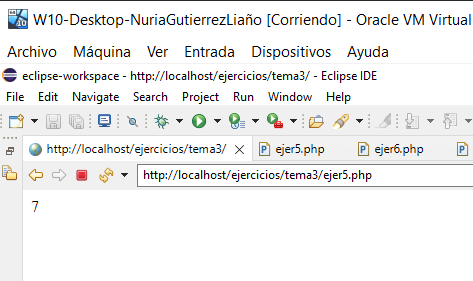 W10-Desktop-NuriaGutierrezLiaño [Corriendo] - Oracle VM Virtual
Archivo Máquina Ver Entrada Dispositivos Ayuda
eclipse-workspace - http://localhost/ejercicios/tema3/ - Eclipse IDE
File Edit Navigate Search Project Run Window Help
http://localhost/ejercicios/tema3/ ejer5.php ejer6.php
http://localhost/ejercicios/tema3/ejer5.php
7